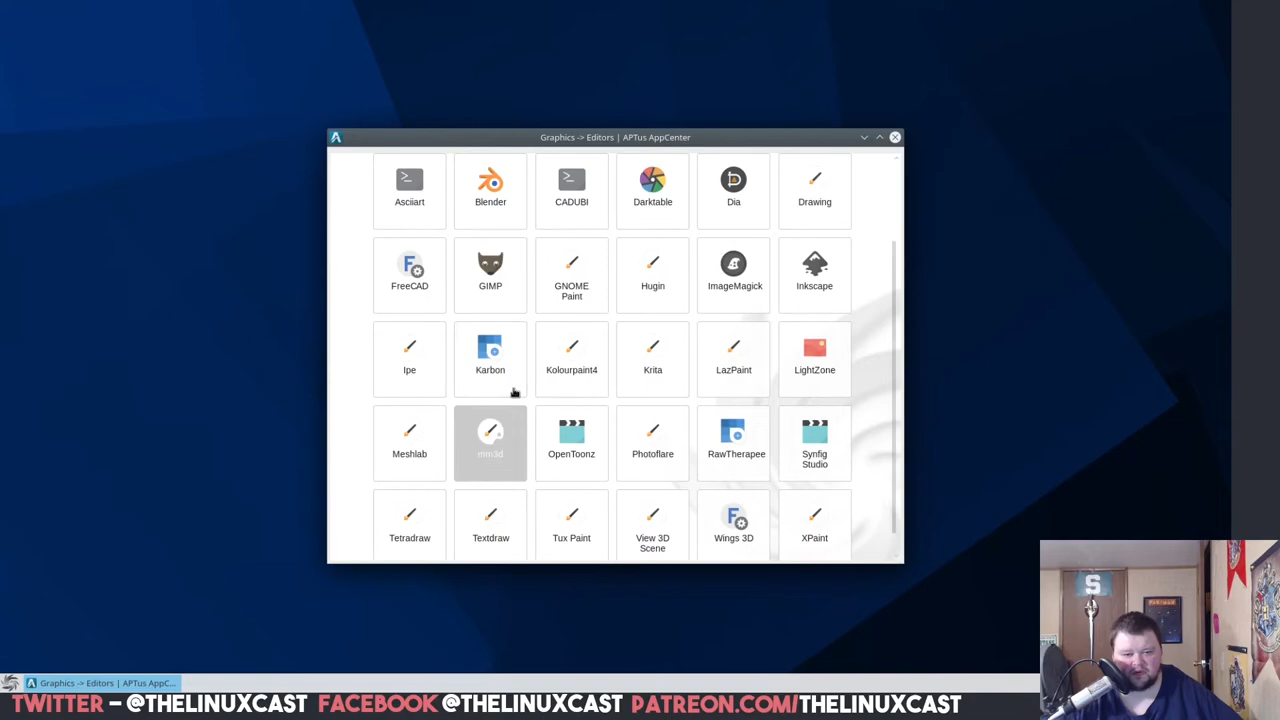 Graphics -> Editors | APTus AppCenter
Asciiart
Blender
CADUBI
Darktable
Dia
Drawing
FreeCAD
GIMP
GNOME
Paint
Hugin
ImageMagick
Inkscape
Ipe
Karbon
Kolourpaint4
Krita
LazPaint
LightZone
Meshlab
mm3d
OpenToonz
Photoflare
RawTherapee
Synfig
Studio
Tetradraw
Textdraw
Tux Paint
View 3D
Scene
Wings 3D
XPaint
S
Graphics -> Editors | APTus AppC...
TWITTER – @THELINUXCAST FACEBOOK @THELINUXCAST PATREON.COM/THELINUXCAST